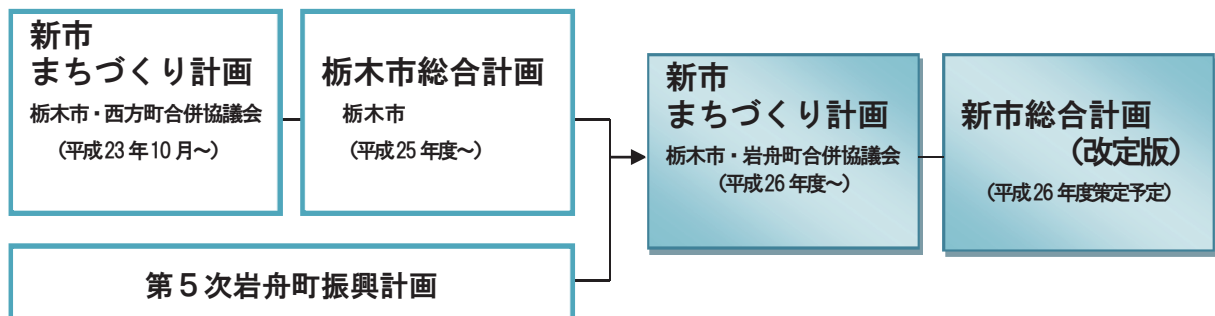 新市
まちづくり計画
栃木市・西方町合併協議会
（平成23年10月～）
栃木市総合計画
栃木市
（平成25年度～）
第５次岩舟町振興計画
新市
まちづくり計画
栃木市・岩舟町合併協議会
（平成26年度～）
新市総合計画
（改定版）
（平成26年度策定予定）